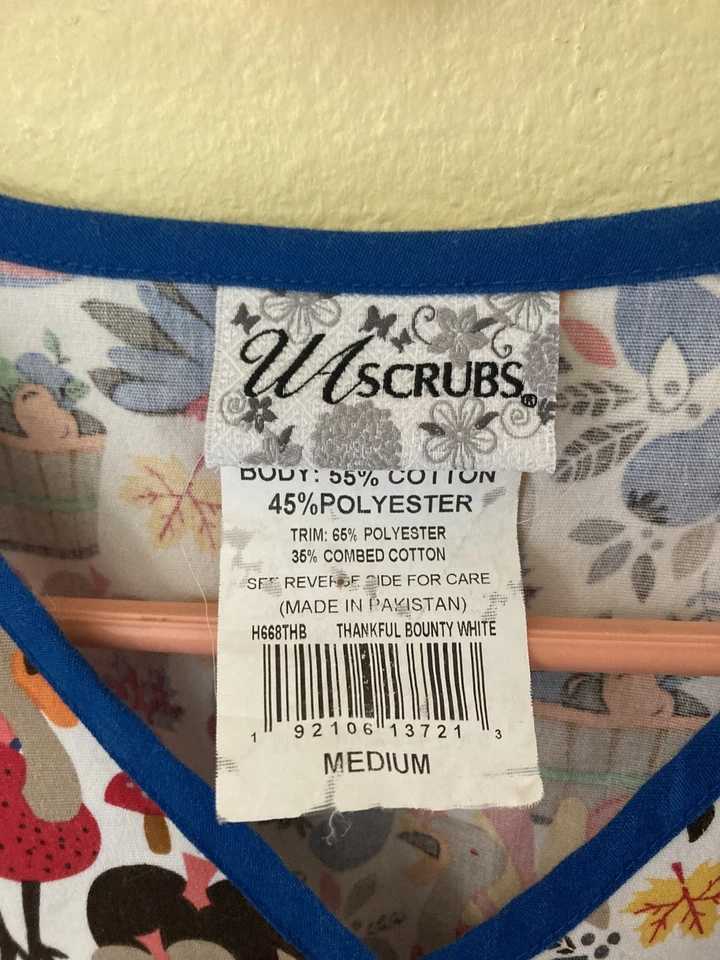 UA SCRUBS®
BODY: 55% COTTON
45%POLYESTER
TRIM: 65% POLYESTER
35% COMBED COTTON
SEE REVERSE SIDE FOR CARE
(MADE IN PAKISTAN)
H668THB THANKFUL BOUNTY WHITE
1 92106 13721 3
MEDIUM